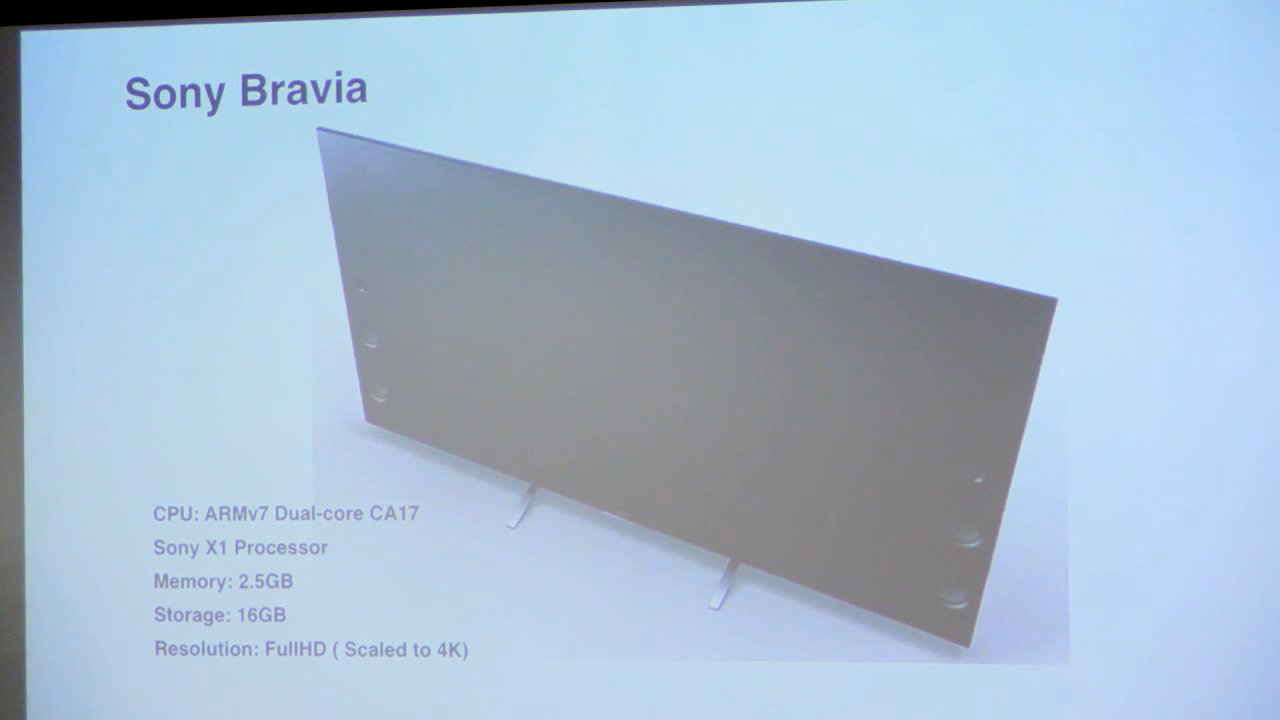 Sony Bravia
CPU: ARMv7 Dual-core CA17
Sony X1 Processor
Memory: 2.5GB
Storage: 16GB
Resolution: FullHD ( Scaled to 4K)